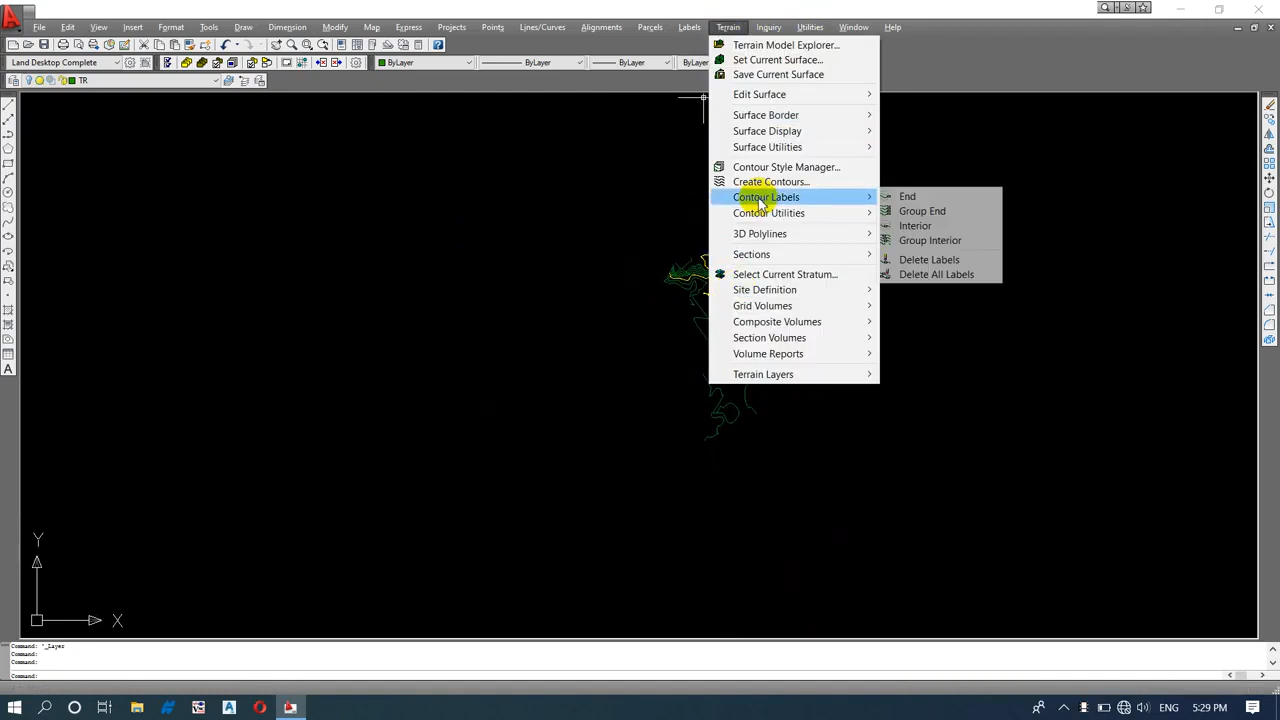 File Edit View Insert Format Tools Draw Dimension Modify Map Express Projects Points Lines/Curves Alignments Parcels Labels Terrain Inquiry Utilities Window Help
Land Desktop Complete ByLayer ByLayer ByLayer ByLayer
TR
Terrain Model Explorer...
Set Current Surface...
Save Current Surface
Edit Surface
Surface Border
Surface Display
Surface Utilities
Contour Style Manager...
Create Contours...
Contour Labels
Contour Utilities
3D Polylines
Sections
Select Current Stratum...
Site Definition
Grid Volumes
Composite Volumes
Section Volumes
Volume Reports
Terrain Layers
End
Group End
Interior
Group Interior
Delete Labels
Delete All Labels
Y
X
Command: '_Layer
Command:
Command:
Command:
ENG 5:29 PM